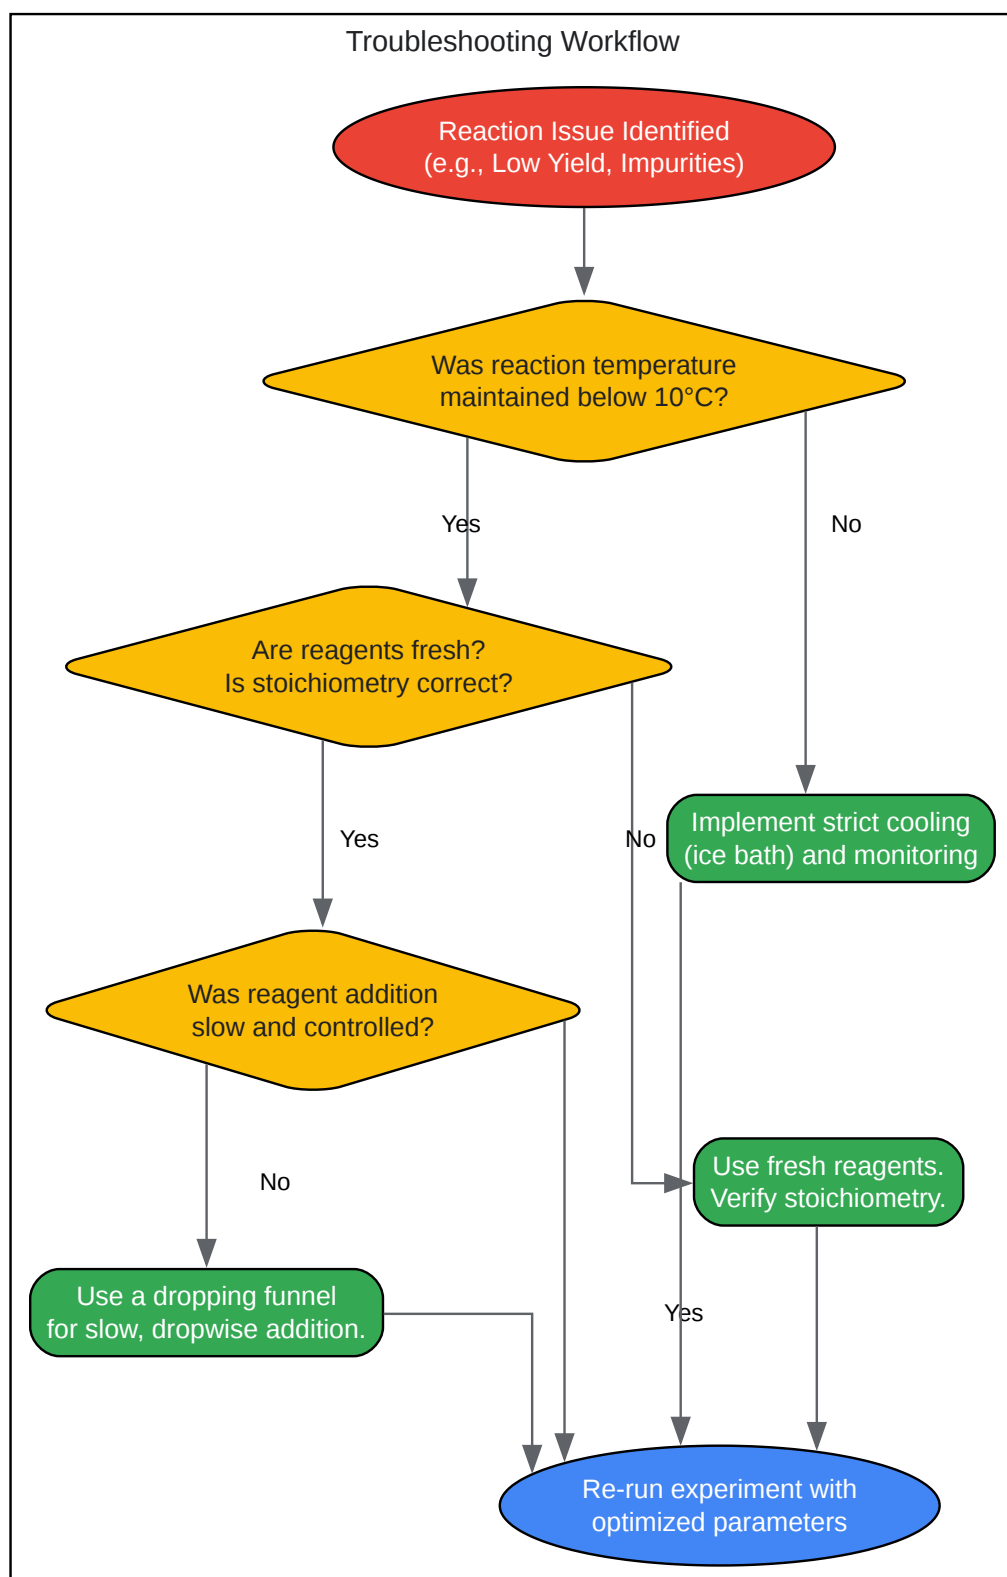 Troubleshooting Workflow
Reaction Issue Identified
(e.g., Low Yield, Impurities)
Was reaction temperature
maintained below 10°C?
Yes
No
Are reagents fresh?
Is stoichiometry correct?
Yes
No
Implement strict cooling
(ice bath) and monitoring
Was reagent addition
slow and controlled?
No
Use fresh reagents.
Verify stoichiometry.
Use a dropping funnel
for slow, dropwise addition.
Yes
Re-run experiment with
optimized parameters